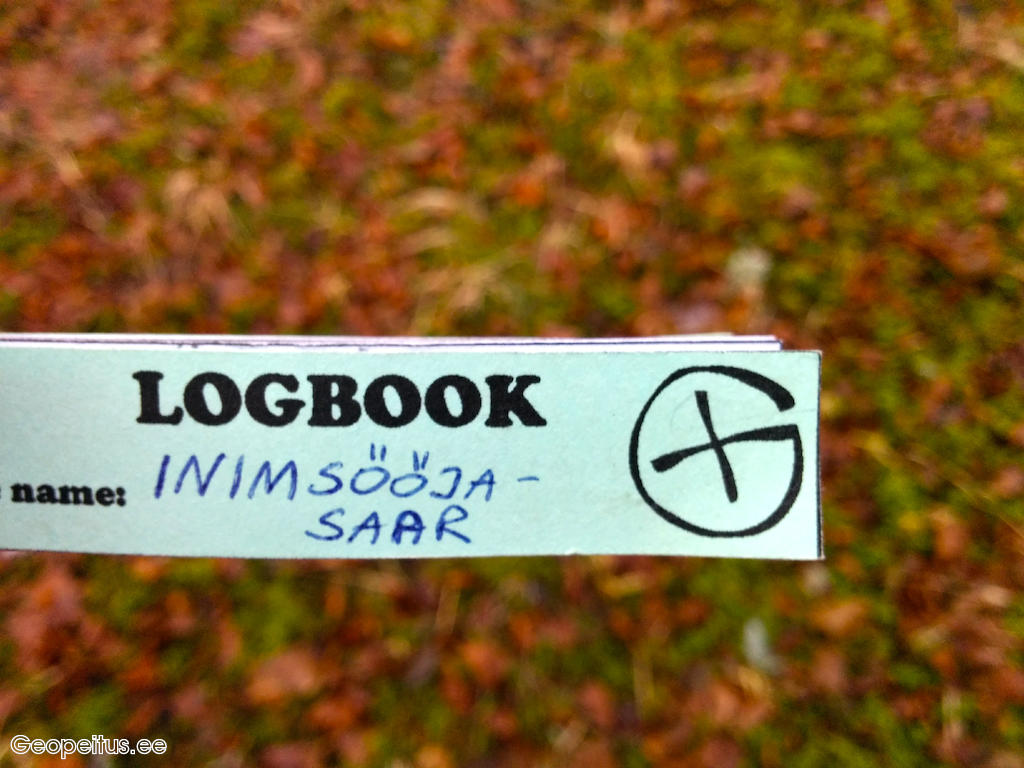 LOGBOOK
name: INIMSÖÖJA-
SAAR
Geopeitus.ee